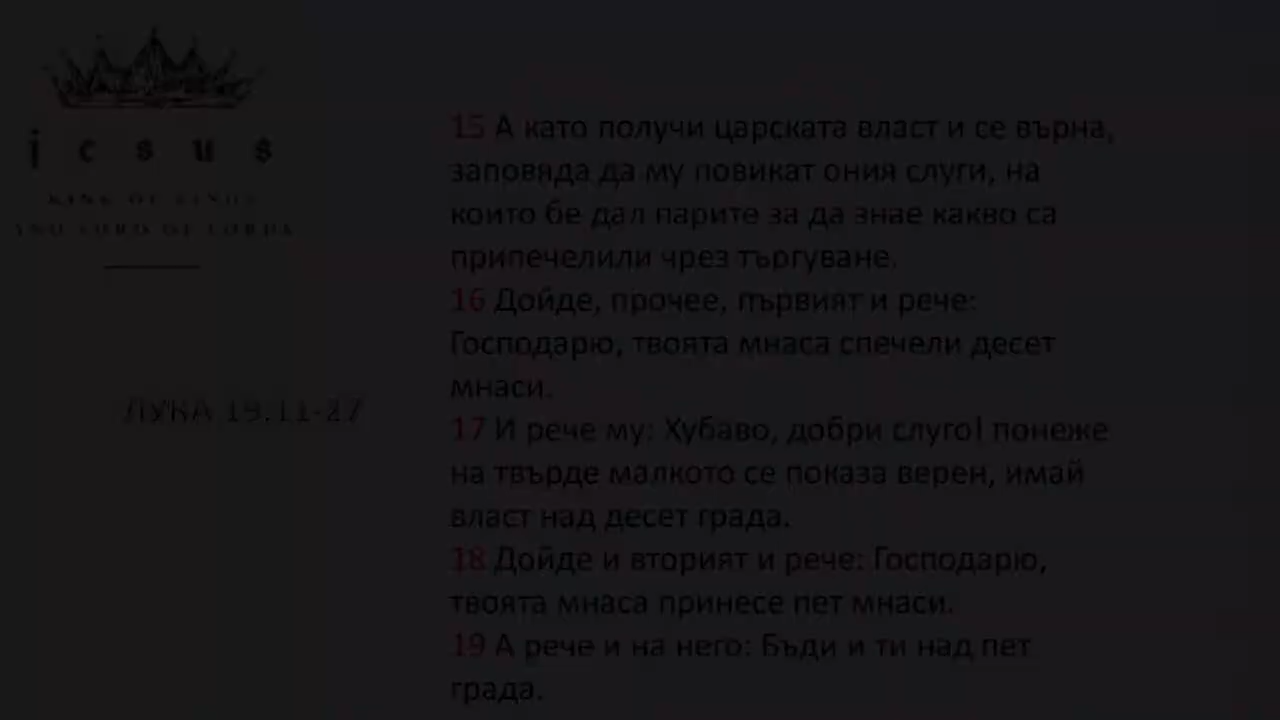 jesus
KING OF KINGS
AND LORD OF LORDS
ЛУКА 19:11-27
15 А като получи царската власт и се върна,
заповяда да му повикат ония слуги, на
които бе дал парите за да знае какво са
припечелили чрез търгуване.
16 Дойде, прочее, първият и рече:
Господарю, твоята мнаса спечели десет
мнаси.
17 И рече му: Хубаво, добри слуго! понеже
на твърде малкото се показа верен, имай
власт над десет града.
18 Дойде и вторият и рече: Господарю,
твоята мнаса принесе пет мнаси.
19 А рече и на него: Бъди и ти над пет
града.